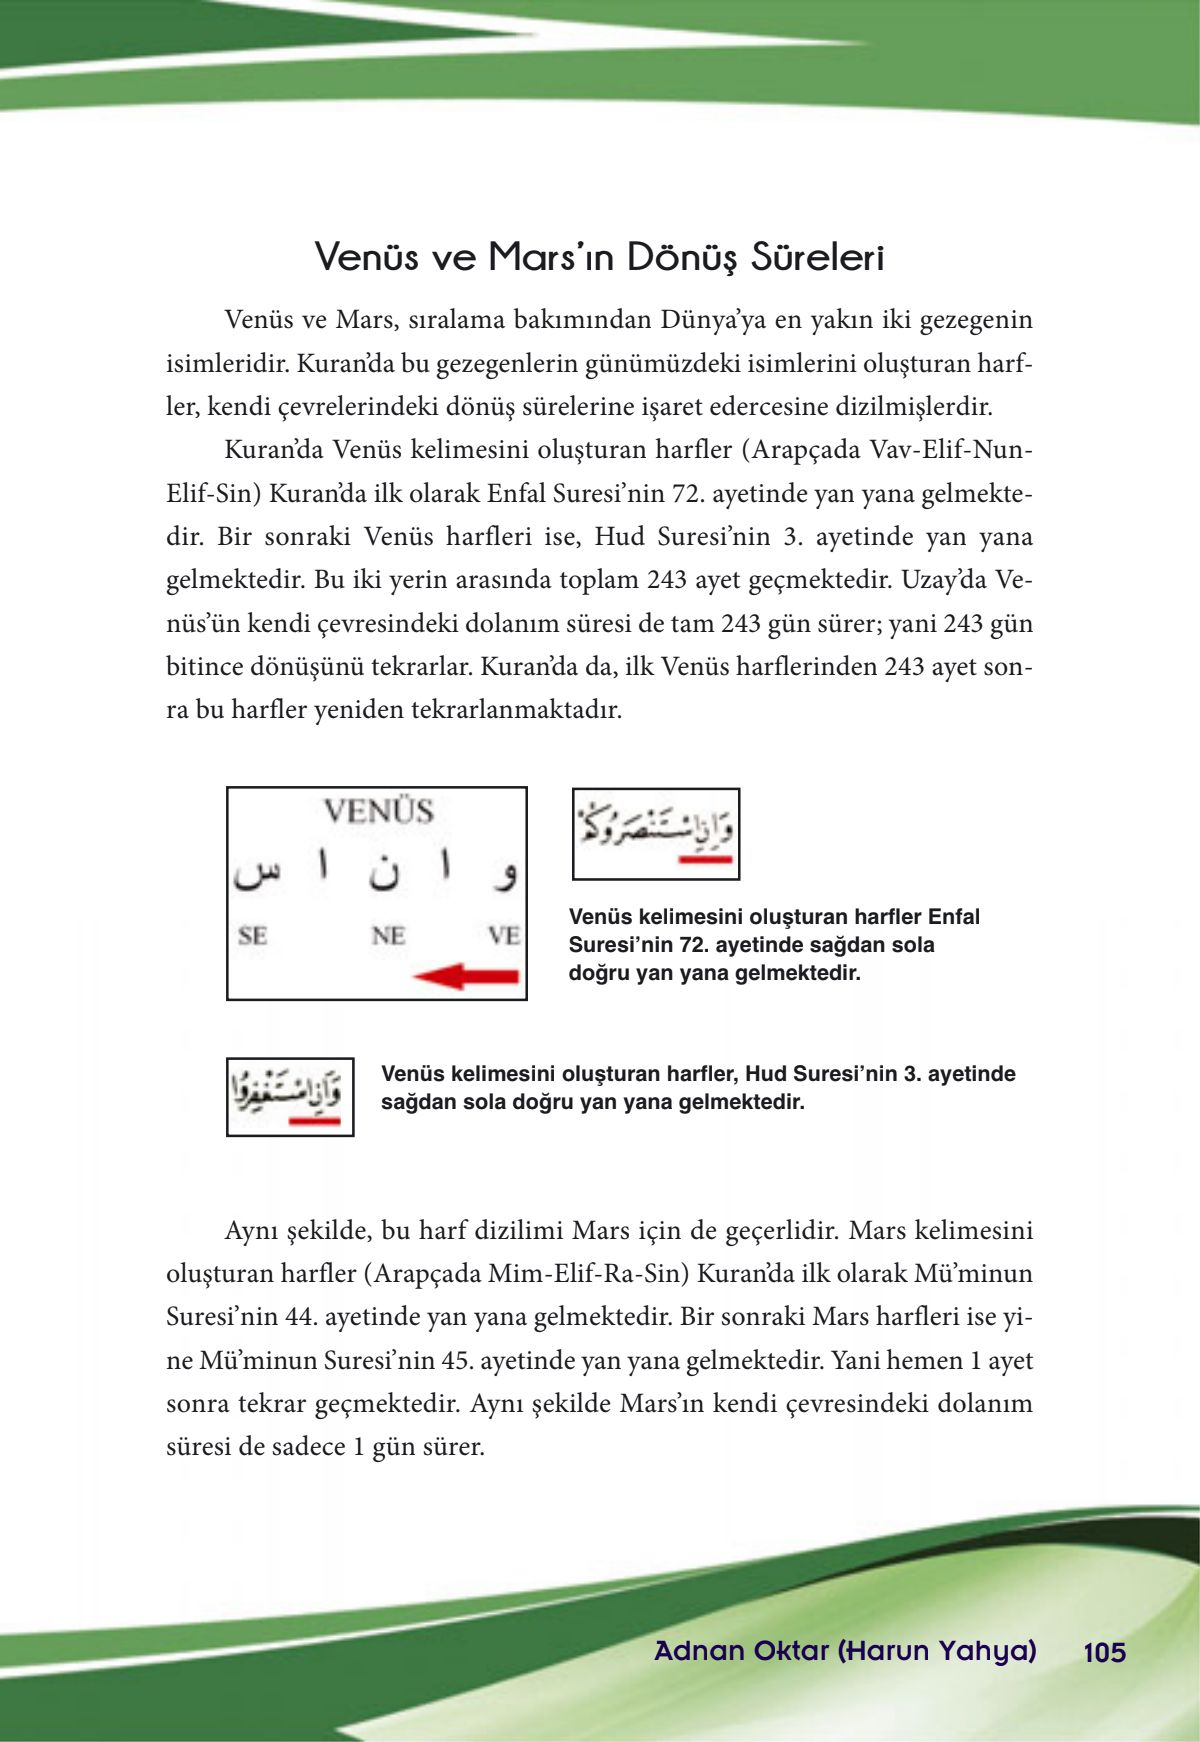 Venüs ve Mars’ın Dönüş Süreleri
Venüs ve Mars, sıralama bakımından Dünya’ya en yakın iki gezegenin
isimleridir. Kuran’da bu gezegenlerin günümüzdeki isimlerini oluşturan harf-
ler, kendi çevrelerindeki dönüş sürelerine işaret edercesine dizilmişlerdir.
Kuran’da Venüs kelimesini oluşturan harfler (Arapçada Vav-Elif-Nun-
Elif-Sin) Kuran’da ilk olarak Enfal Suresi’nin 72. ayetinde yan yana gelmekte-
dir. Bir sonraki Venüs harfleri ise, Hud Suresi’nin 3. ayetinde yan yana
gelmektedir. Bu iki yerin arasında toplam 243 ayet geçmektedir. Uzay’da Ve-
nüs’ün kendi çevresindeki dolanım süresi de tam 243 gün sürer; yani 243 gün
bitince dönüşünü tekrarlar. Kuran’da da, ilk Venüs harflerinden 243 ayet son-
ra bu harfler yeniden tekrarlanmaktadır.
VENÜS
و ا ن ا س
SE NE VE
وَاِنِ اسْتَنْصَرُوكُمْ
Venüs kelimesini oluşturan harfler Enfal
Suresi’nin 72. ayetinde sağdan sola
doğru yan yana gelmektedir.
وَاَنِ اسْتَغْفِرُوا
Venüs kelimesini oluşturan harfler, Hud Suresi’nin 3. ayetinde
sağdan sola doğru yan yana gelmektedir.
Aynı şekilde, bu harf dizilimi Mars için de geçerlidir. Mars kelimesini
oluşturan harfler (Arapçada Mim-Elif-Ra-Sin) Kuran’da ilk olarak Mü’minun
Suresi’nin 44. ayetinde yan yana gelmektedir. Bir sonraki Mars harfleri ise yi-
ne Mü’minun Suresi’nin 45. ayetinde yan yana gelmektedir. Yani hemen 1 ayet
sonra tekrar geçmektedir. Aynı şekilde Mars’ın kendi çevresindeki dolanım
süresi de sadece 1 gün sürer.
Adnan Oktar (Harun Yahya) 105